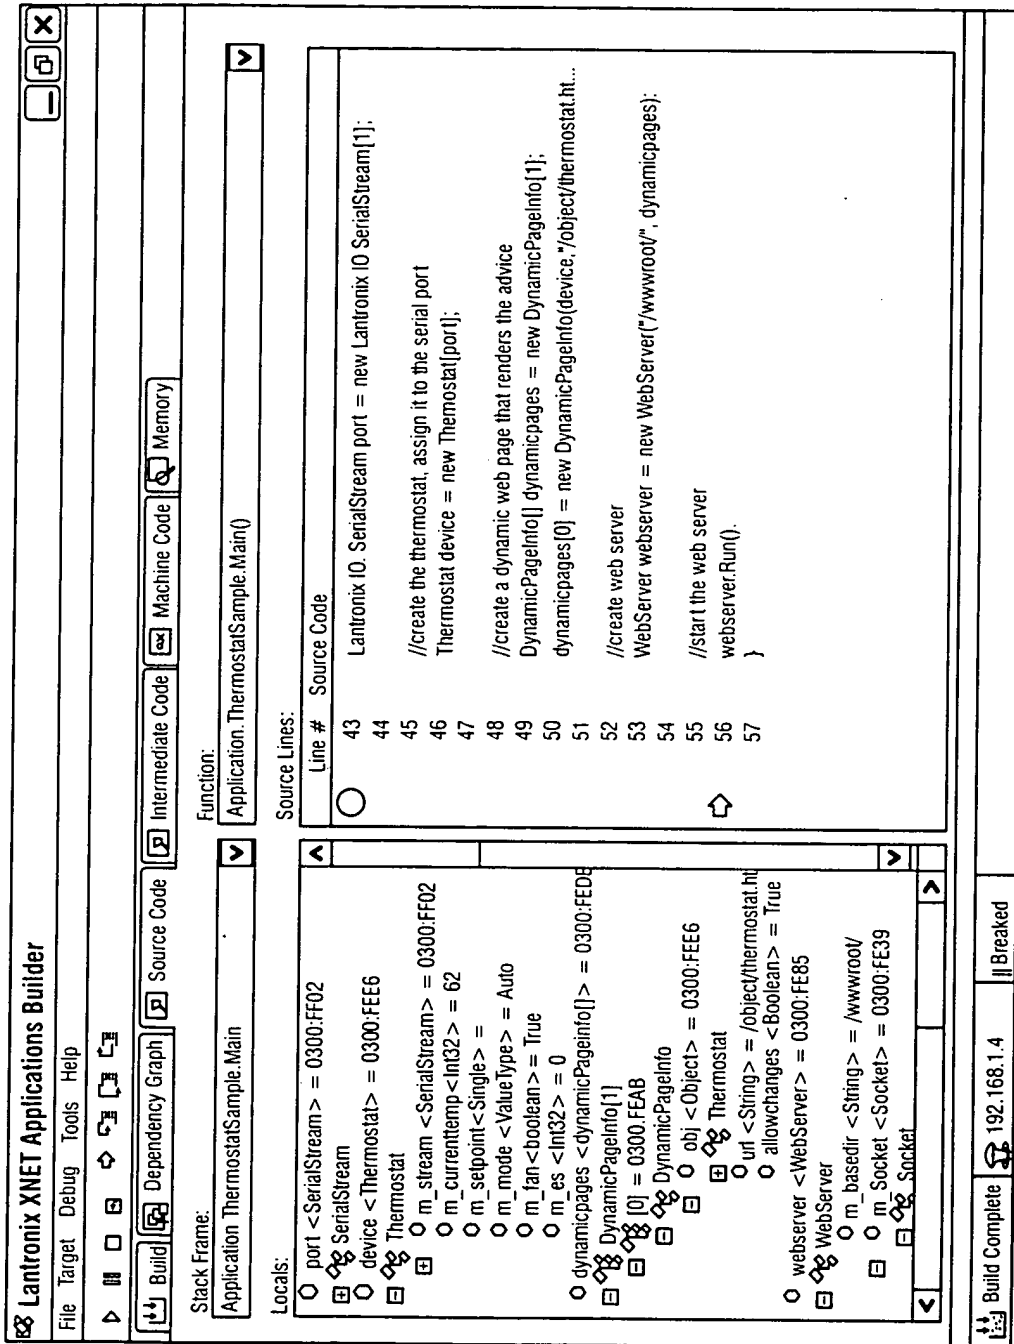 Lantronix XNET Applications Builder
File Target Debug Tools Help
Build Dependency Graph Source Code Intermediate Code Machine Code Memory
Stack Frame:
Application ThermostatSample.Main
Function:
Application.ThermostatSample.Main()
Locals:
port <SerialStream> = 0300:FF02
SerialStream
device <Thermostat> = 0300:FEE6
Thermostat
m_stream <SerialStream> = 0300:FF02
m_currenttemp<Int32> = 62
m_setpoint<Single> =
m_mode <ValueType> = Auto
m_fan<boolean> = True
m_es <Int32> = 0
dynamicpages <dynamicPageinfo[]> = 0300:FEDB
DynamicPageInfo[1]
[0] = 0300.FEAB
DynamicPageInfo
obj <Object> = 0300:FEE6
Thermostat
url <String> = /object/thermostat.ht
allowchanges <Boolean> = True
webserver <WebServer> = 0300:FE85
WebServer
m_basedir <String> = /wwwroot/
m_Socket <Socket> = 0300:FE39
Socket
Source Lines:
Line # Source Code
43 Lantronix IO. SerialStream port = new Lantronix IO SerialStream[1];
44
45 //create the thermostat, assign it to the serial port
46 Thermostat device = new Themostat[port];
47
48 //create a dynamic web page that renders the advice
49 DynamicPageInfo[] dynamicpages = new DynamicPageInfo[1];
50 dynamicpages[0] = new DynamicPageInfo(device,"/object/thermostat.ht...
51
52 //create web server
53 WebServer webserver = new WebServer("/wwwroot/", dynamicpages):
54
55 //start the web server
56 webserver.Run().
57 }
Build Complete 192.168.1.4 || Breaked